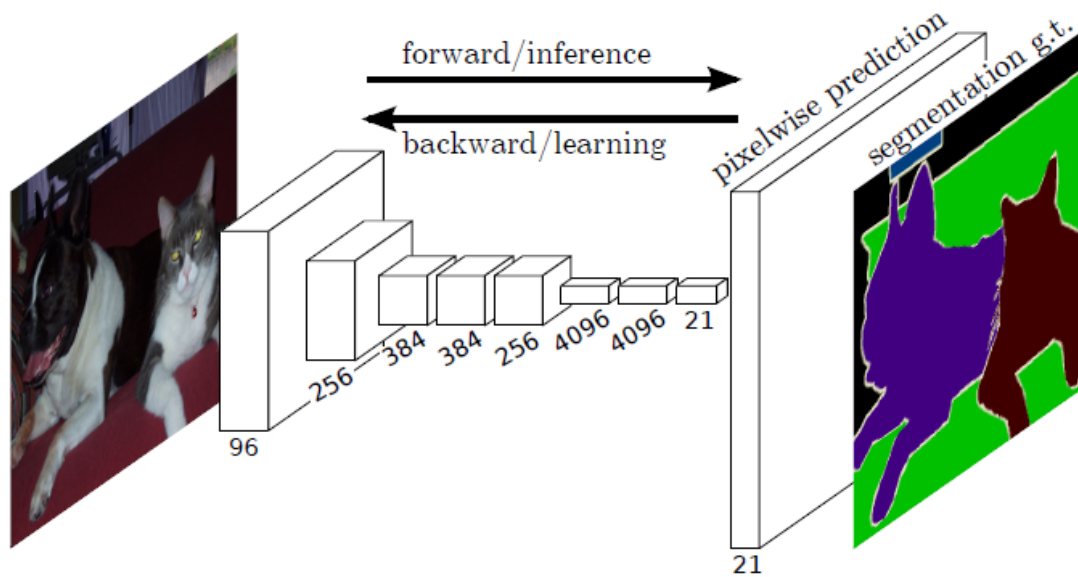 forward/inference
backward/learning
pixelwise prediction
segmentation g.t.
96
256
384
384
256
4096
4096
21
21